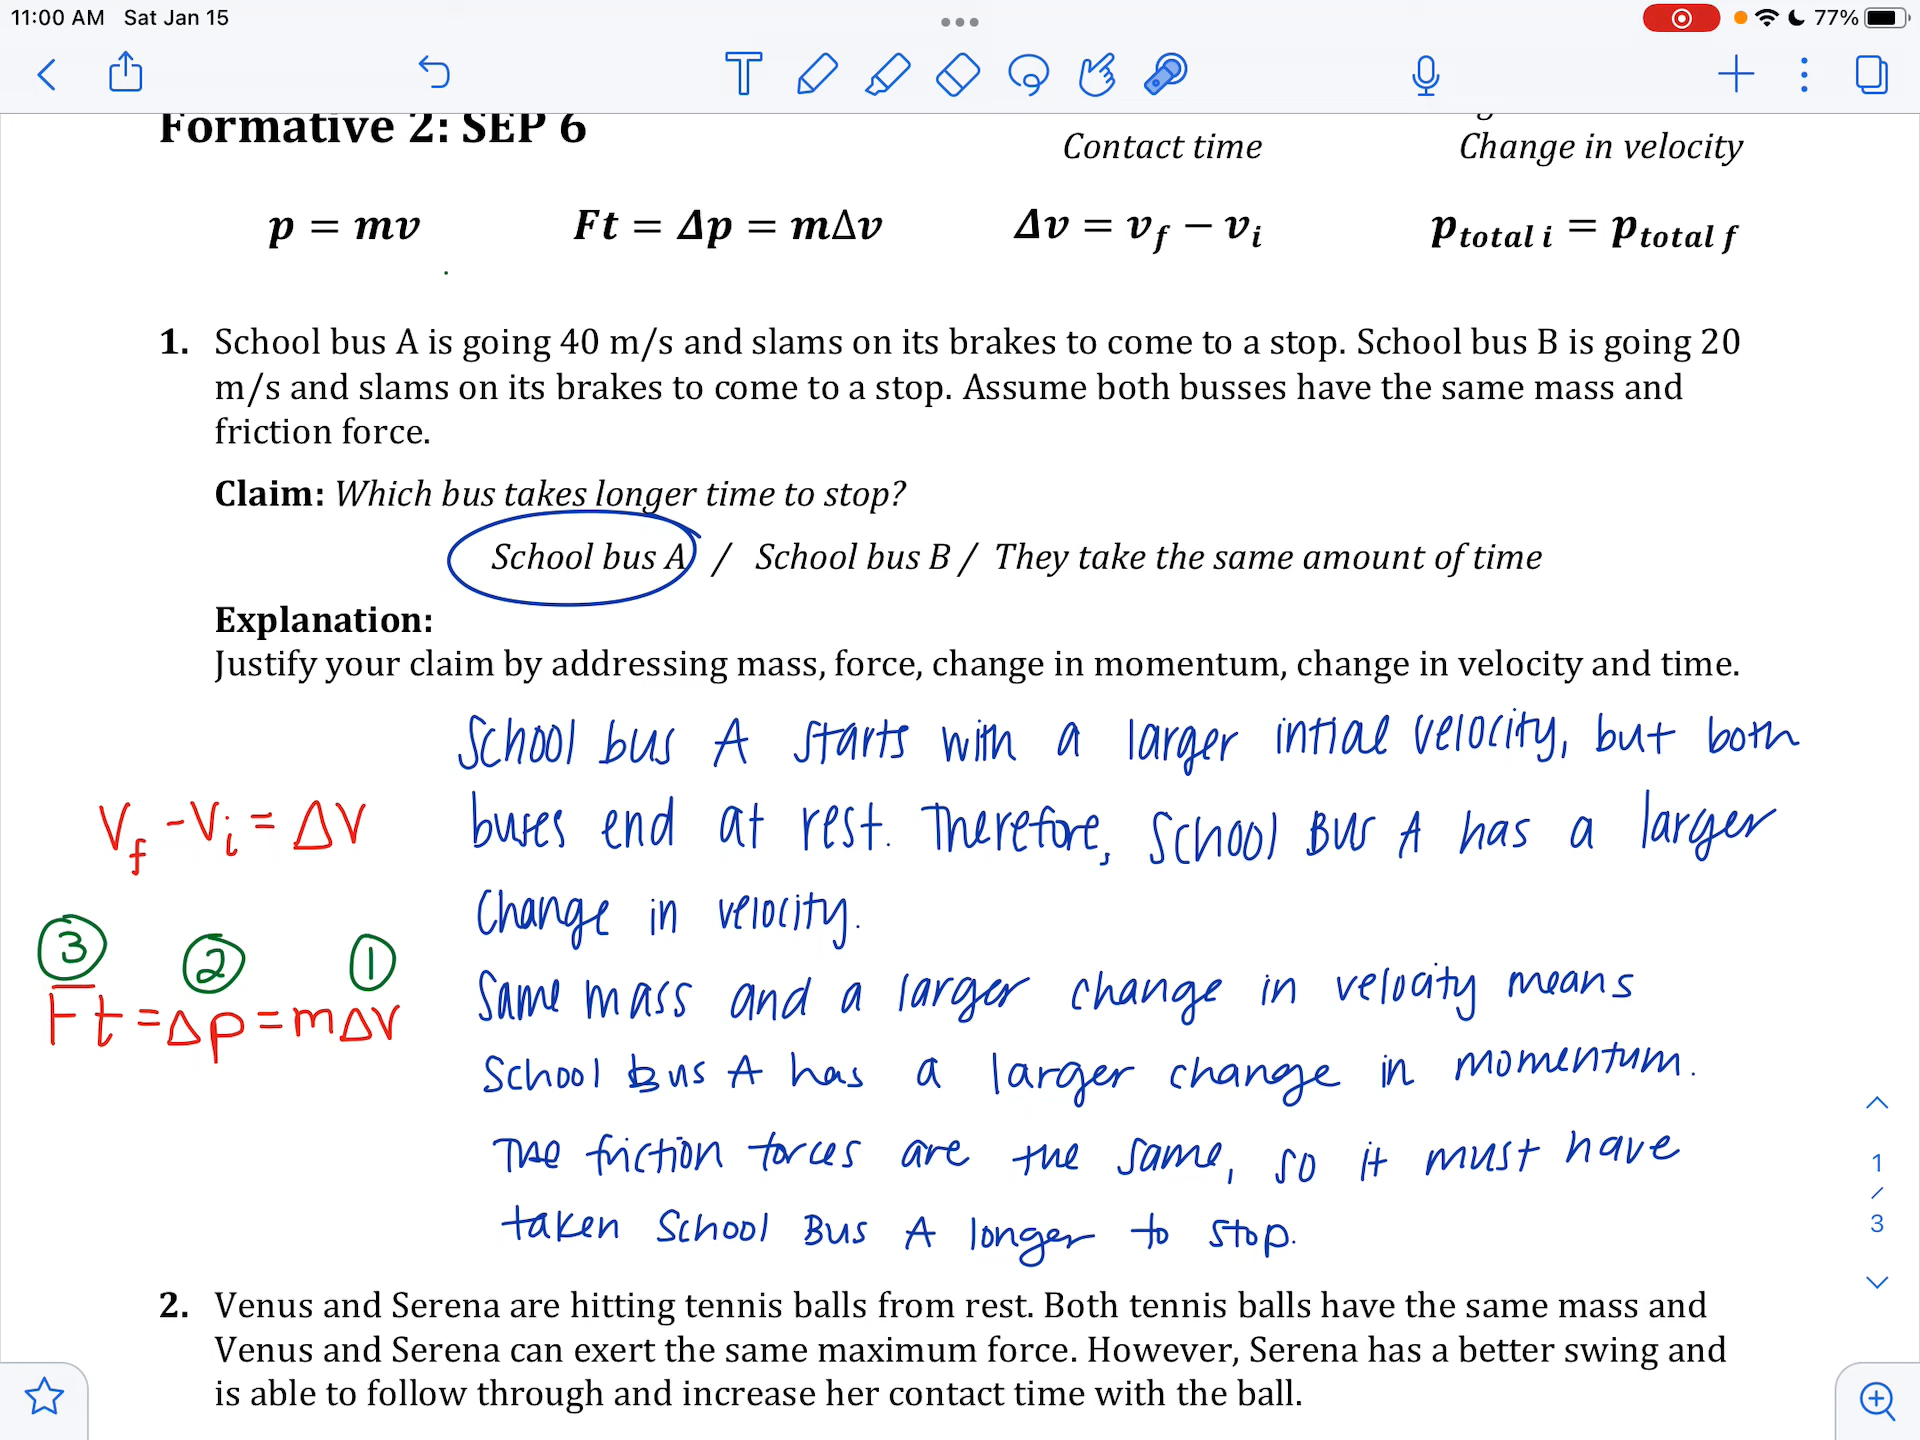 11:00 AM Sat Jan 15
77%
Formative 2: SEP 6
Contact time
Change in velocity
p = mv
Ft = Δp = mΔv
Δv = v_f − v_i
p_total i = p_total f
1. School bus A is going 40 m/s and slams on its brakes to come to a stop. School bus B is going 20
m/s and slams on its brakes to come to a stop. Assume both busses have the same mass and
friction force.
Claim: Which bus takes longer time to stop?
School bus A / School bus B / They take the same amount of time
Explanation:
Justify your claim by addressing mass, force, change in momentum, change in velocity and time.
School bus A starts with a larger intial velocity, but both
buses end at rest. Therefore, School Bus A has a larger
change in velocity.
Same mass and a larger change in velocity means
School bus A has a larger change in momentum.
The friction forces are the same, so it must have
taken School Bus A longer to stop.
V_f - V_i = ΔV
3 2 1
Ft = Δp = mΔV
1
/
3
2. Venus and Serena are hitting tennis balls from rest. Both tennis balls have the same mass and
Venus and Serena can exert the same maximum force. However, Serena has a better swing and
is able to follow through and increase her contact time with the ball.